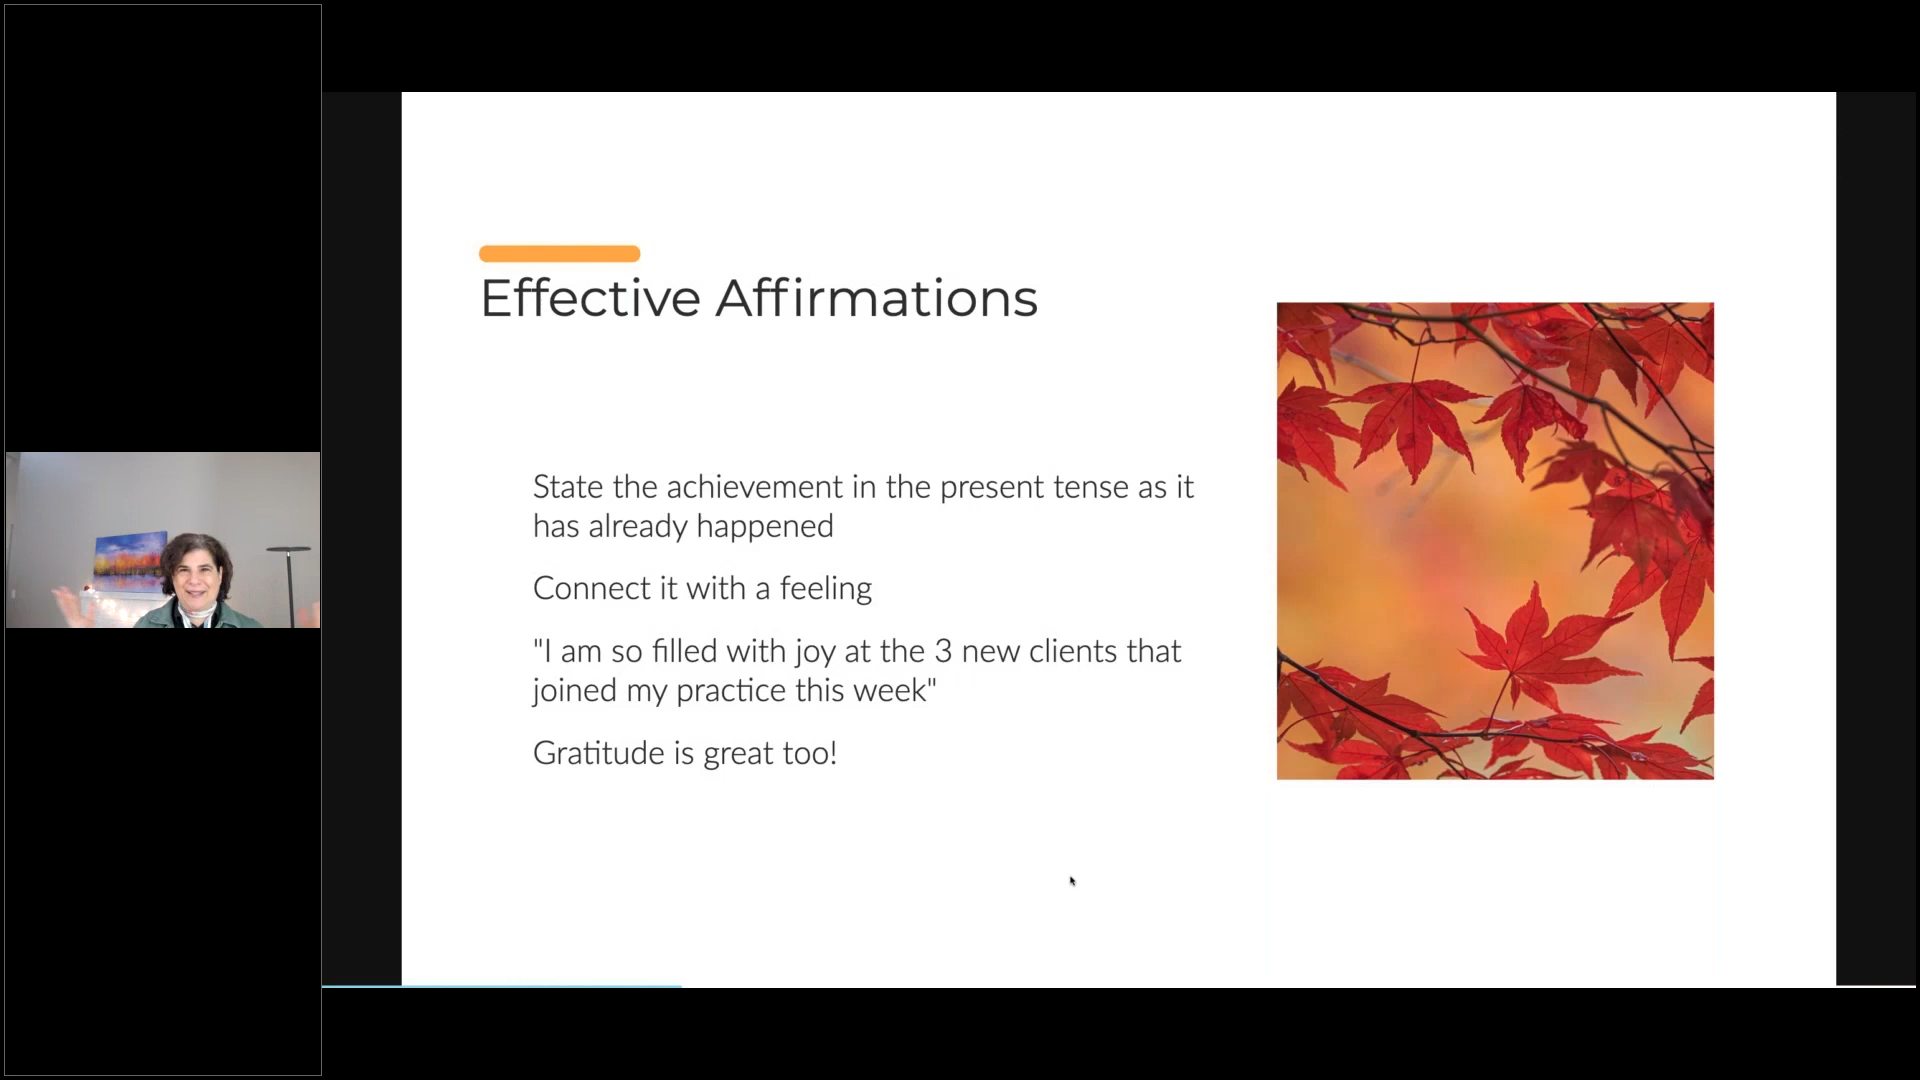 Effective Affirmations
State the achievement in the present tense as it
has already happened
Connect it with a feeling
"I am so filled with joy at the 3 new clients that
joined my practice this week"
Gratitude is great too!